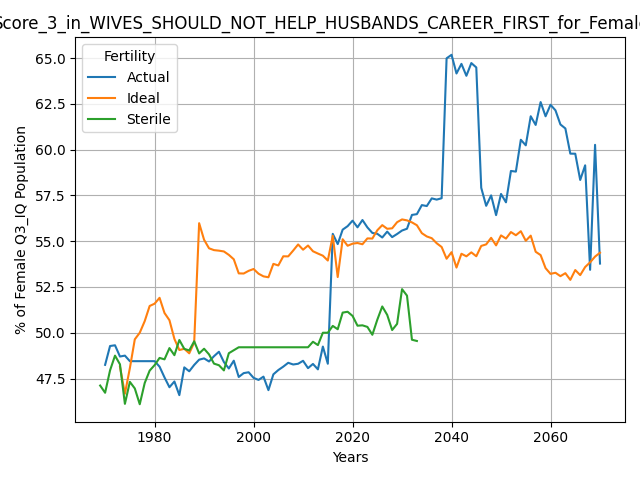 Score_3_in_WIVES_SHOULD_NOT_HELP_HUSBANDS_CAREER_FIRST_for_Female
Fertility
Actual
Ideal
Sterile
65.0
62.5
60.0
57.5
55.0
52.5
50.0
47.5
% of Female Q3_IQ Population
1980
2000
2020
2040
2060
Years